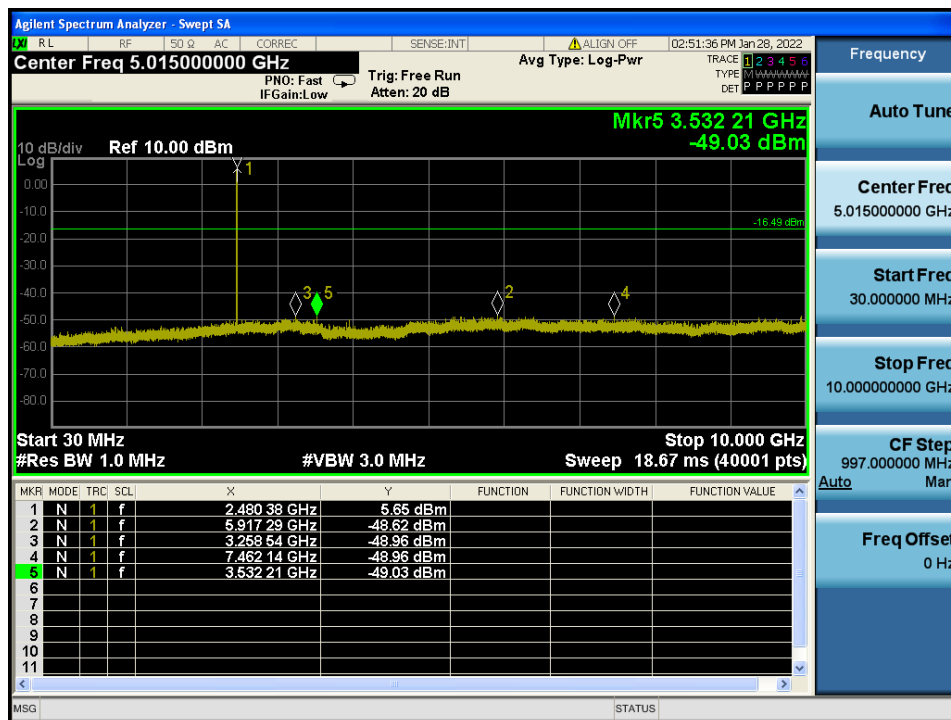 Agilent Spectrum Analyzer - Swept SA
LXI RL RF 50 Ω AC CORREC SENSE:INT ALIGN OFF 02:51:36 PM Jan 28, 2022
Center Freq 5.015000000 GHz
PNO: Fast
IFGain:Low
Trig: Free Run
Atten: 20 dB
Avg Type: Log-Pwr
TRACE 1 2 3 4 5 6
TYPE M
DET P P P P P P
Mkr5 3.532 21 GHz
-49.03 dBm
10 dB/div Ref 10.00 dBm
Log
0.00
-10.0
-20.0
-30.0
-40.0
-50.0
-60.0
-70.0
-80.0
-16.49 dBm
1
3
5
2
4
Start 30 MHz Stop 10.000 GHz
#Res BW 1.0 MHz #VBW 3.0 MHz Sweep 18.67 ms (40001 pts)
MKR MODE TRC SCL X Y FUNCTION FUNCTION WIDTH FUNCTION VALUE
1 N 1 f 2.480 38 GHz 5.65 dBm
2 N 1 f 5.917 29 GHz -48.62 dBm
3 N 1 f 3.258 54 GHz -48.96 dBm
4 N 1 f 7.462 14 GHz -48.96 dBm
5 N 1 f 3.532 21 GHz -49.03 dBm
6
7
8
9
10
11
MSG STATUS
Frequency
Auto Tune
Center Freq
5.015000000 GHz
Start Freq
30.000000 MHz
Stop Freq
10.000000000 GHz
CF Step
997.000000 MHz
Auto Man
Freq Offset
0 Hz